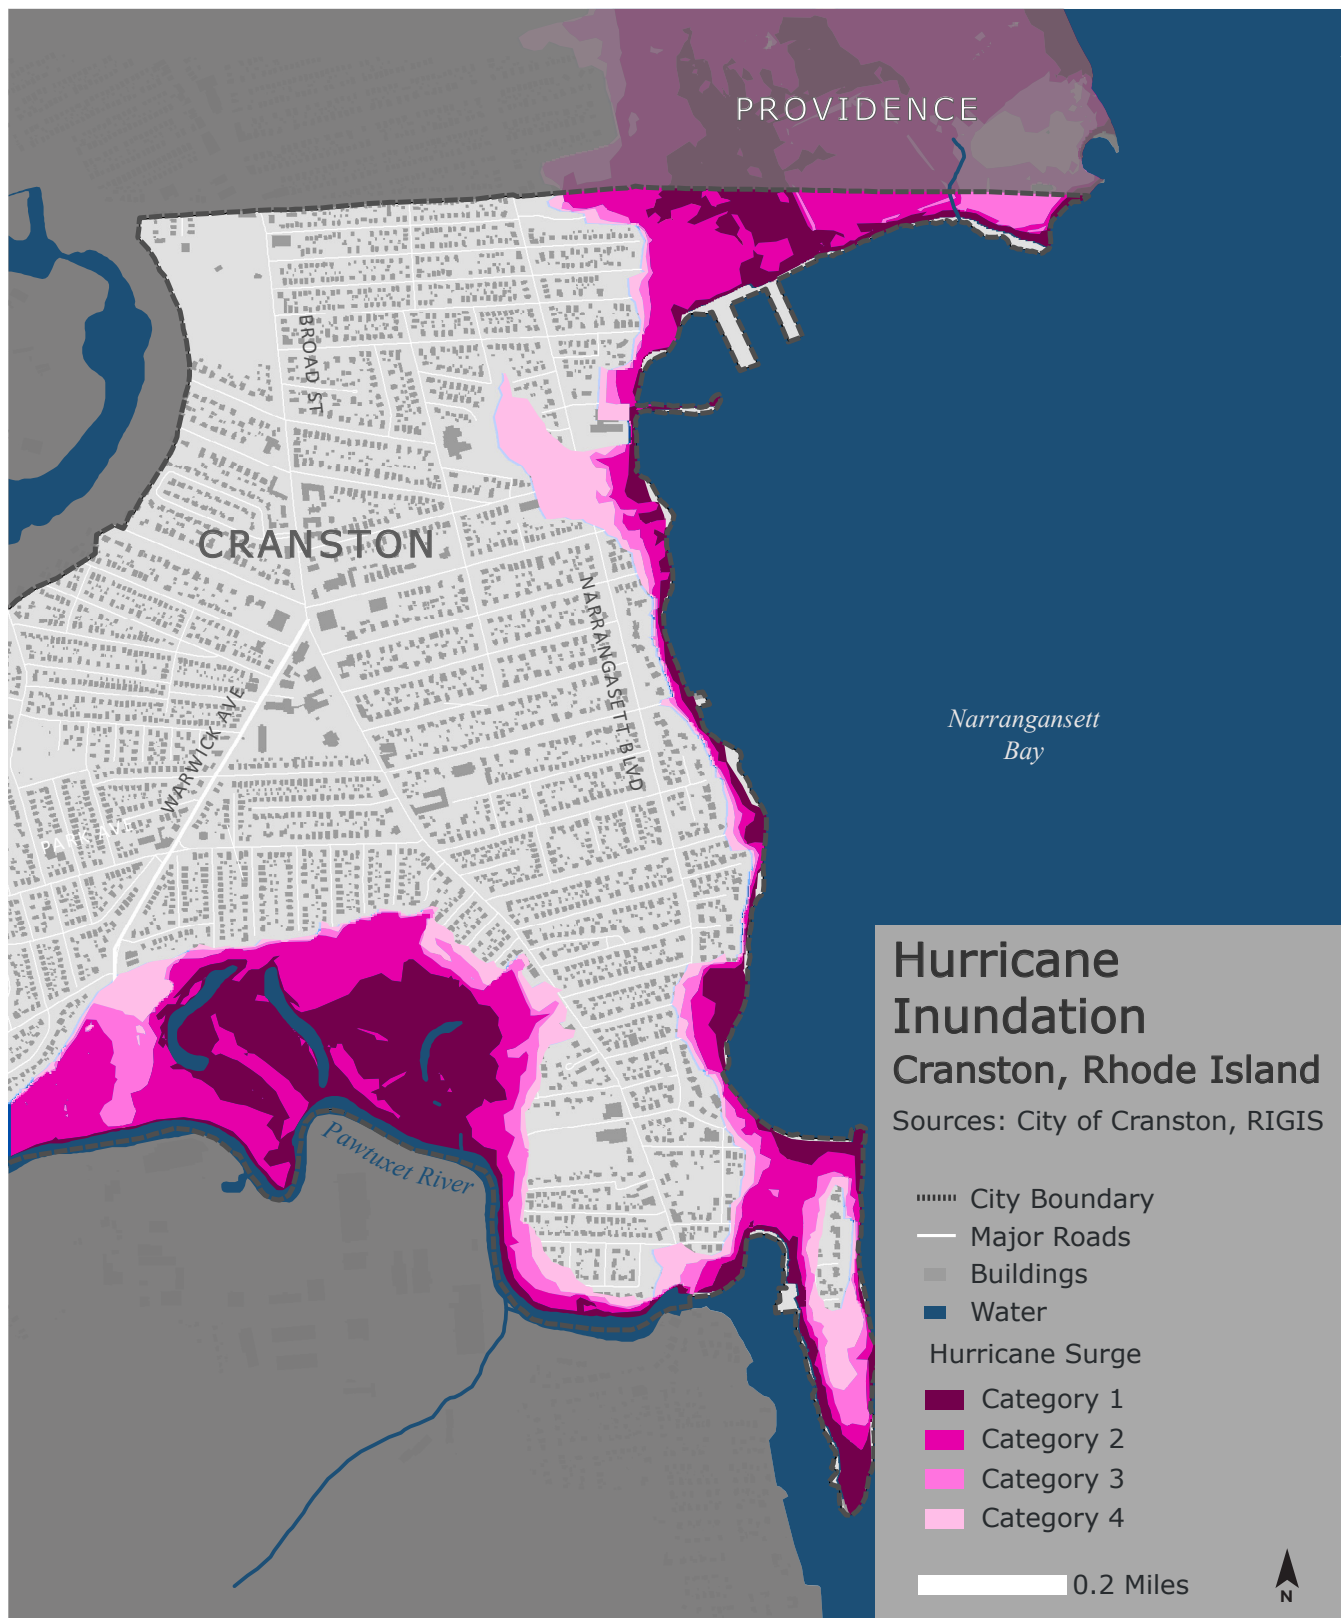 PROVIDENCE
BROAD ST
CRANSTON
NARRANGASETT BLVD
WARWICK AVE
PARK AVE
Narrangansett
Bay
Pawtuxet River
Hurricane
Inundation
Cranston, Rhode Island
Sources: City of Cranston, RIGIS
City Boundary
Major Roads
Buildings
Water
Hurricane Surge
Category 1
Category 2
Category 3
Category 4
0.2 Miles
N